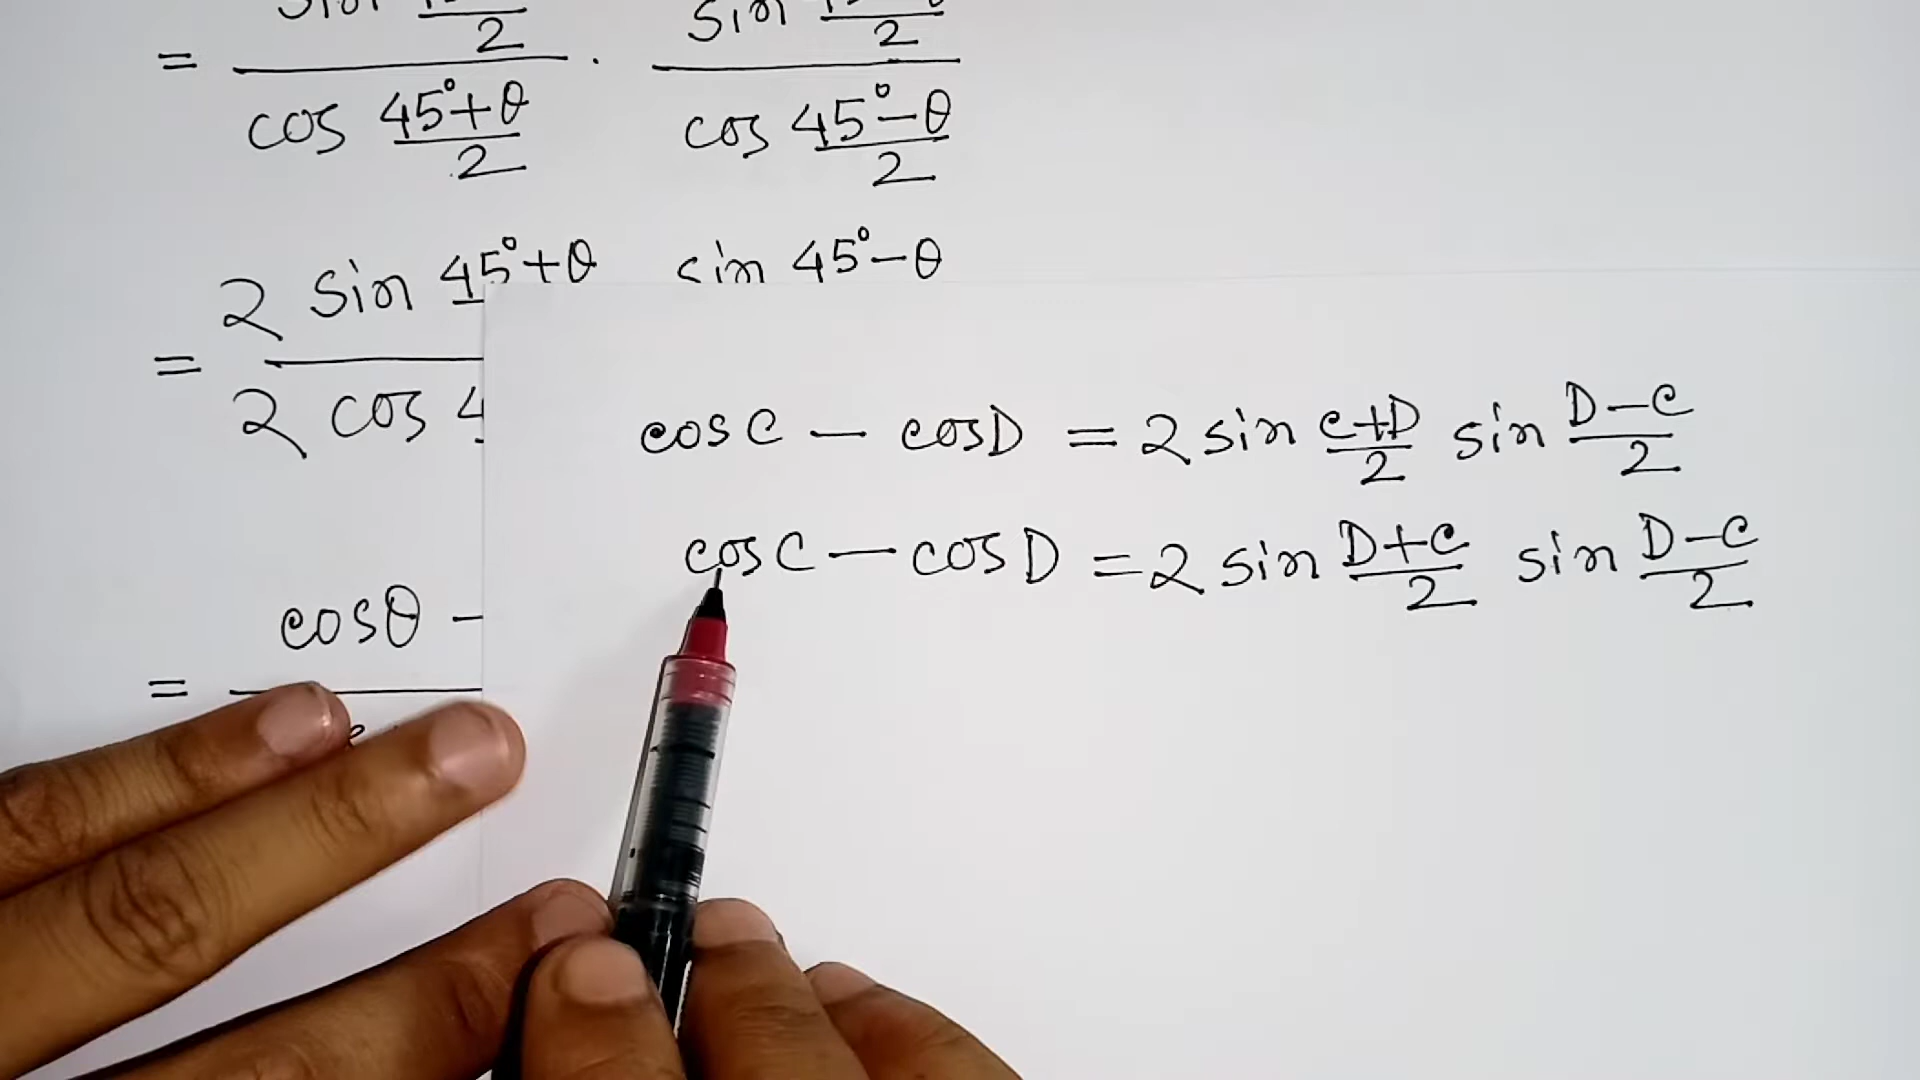 = sin / 2 · sin / 2
cos 45°+θ / 2 cos 45°−θ / 2
= 2 sin 45°+θ sin 45°−θ
2 cos 4
cosC − cosD = 2 sin C+D / 2 sin D−C / 2
cosC − cosD = 2 sin D+C / 2 sin D−C / 2
= cosθ −